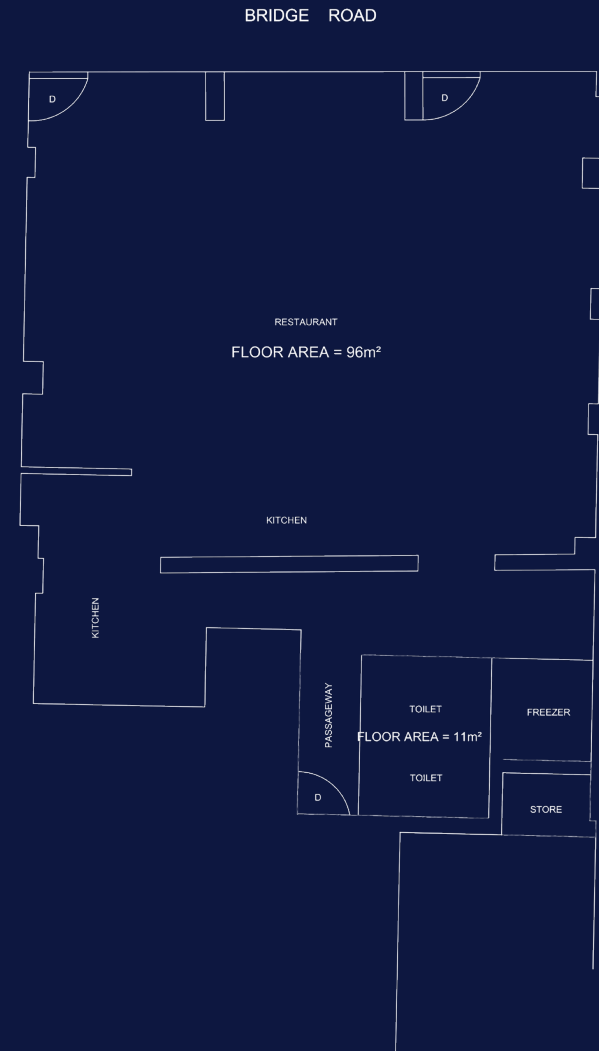 BRIDGE ROAD
D
D
RESTAURANT
FLOOR AREA = 96m²
KITCHEN
KITCHEN
PASSAGEWAY
TOILET
FREEZER
FLOOR AREA = 11m²
TOILET
D
STORE